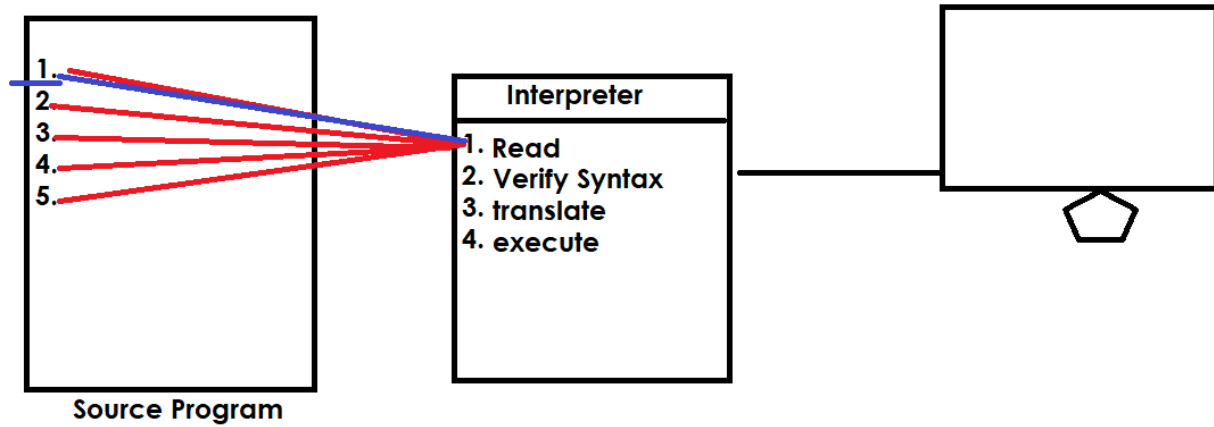 1.
2
3
4.
5.
Source Program
Interpreter
1. Read
2. Verify Syntax
3. translate
4. execute